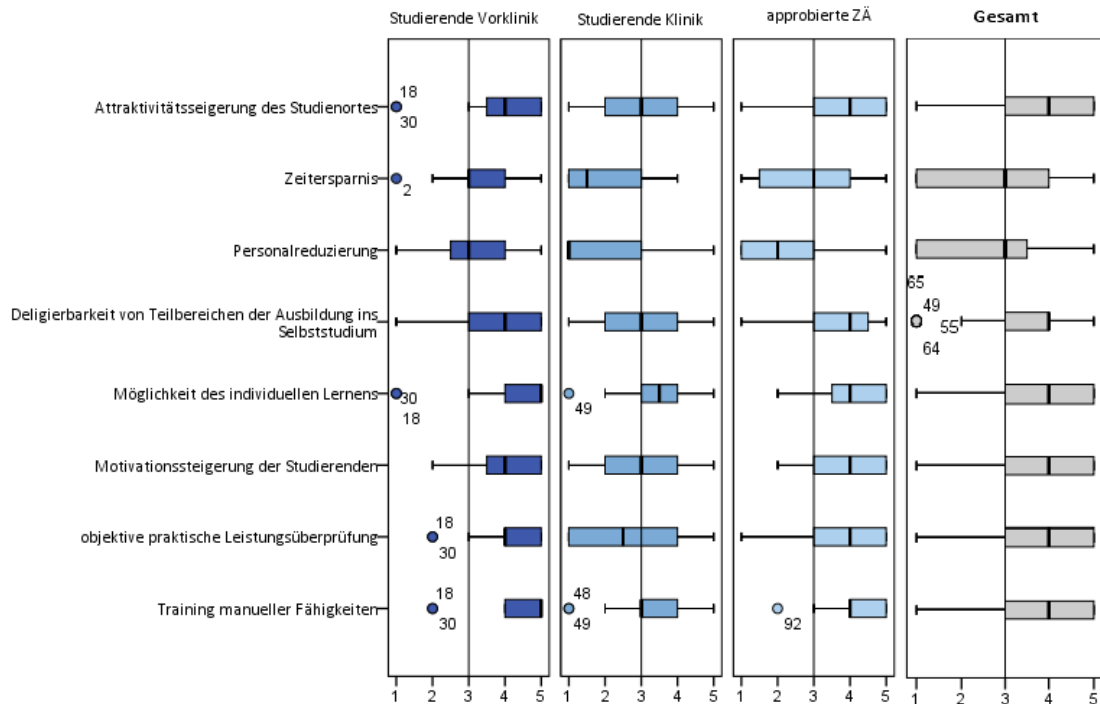 Studierende Vorklinik
Studierende Klinik
approbierte ZÄ
Gesamt
Attraktivitätsseigerung des Studienortes
18
30
Zeitersparnis
2
Personalreduzierung
Deligierbarkeit von Teilbereichen der Ausbildung ins
Selbststudium
65
49
55
64
Möglichkeit des individuellen Lernens
30
18
49
Motivationssteigerung der Studierenden
objektive praktische Leistungsüberprüfung
18
30
Training manueller Fähigkeiten
18
30
48
49
92
1 2 3 4 5
1 2 3 4 5
1 2 3 4 5
1 2 3 4 5